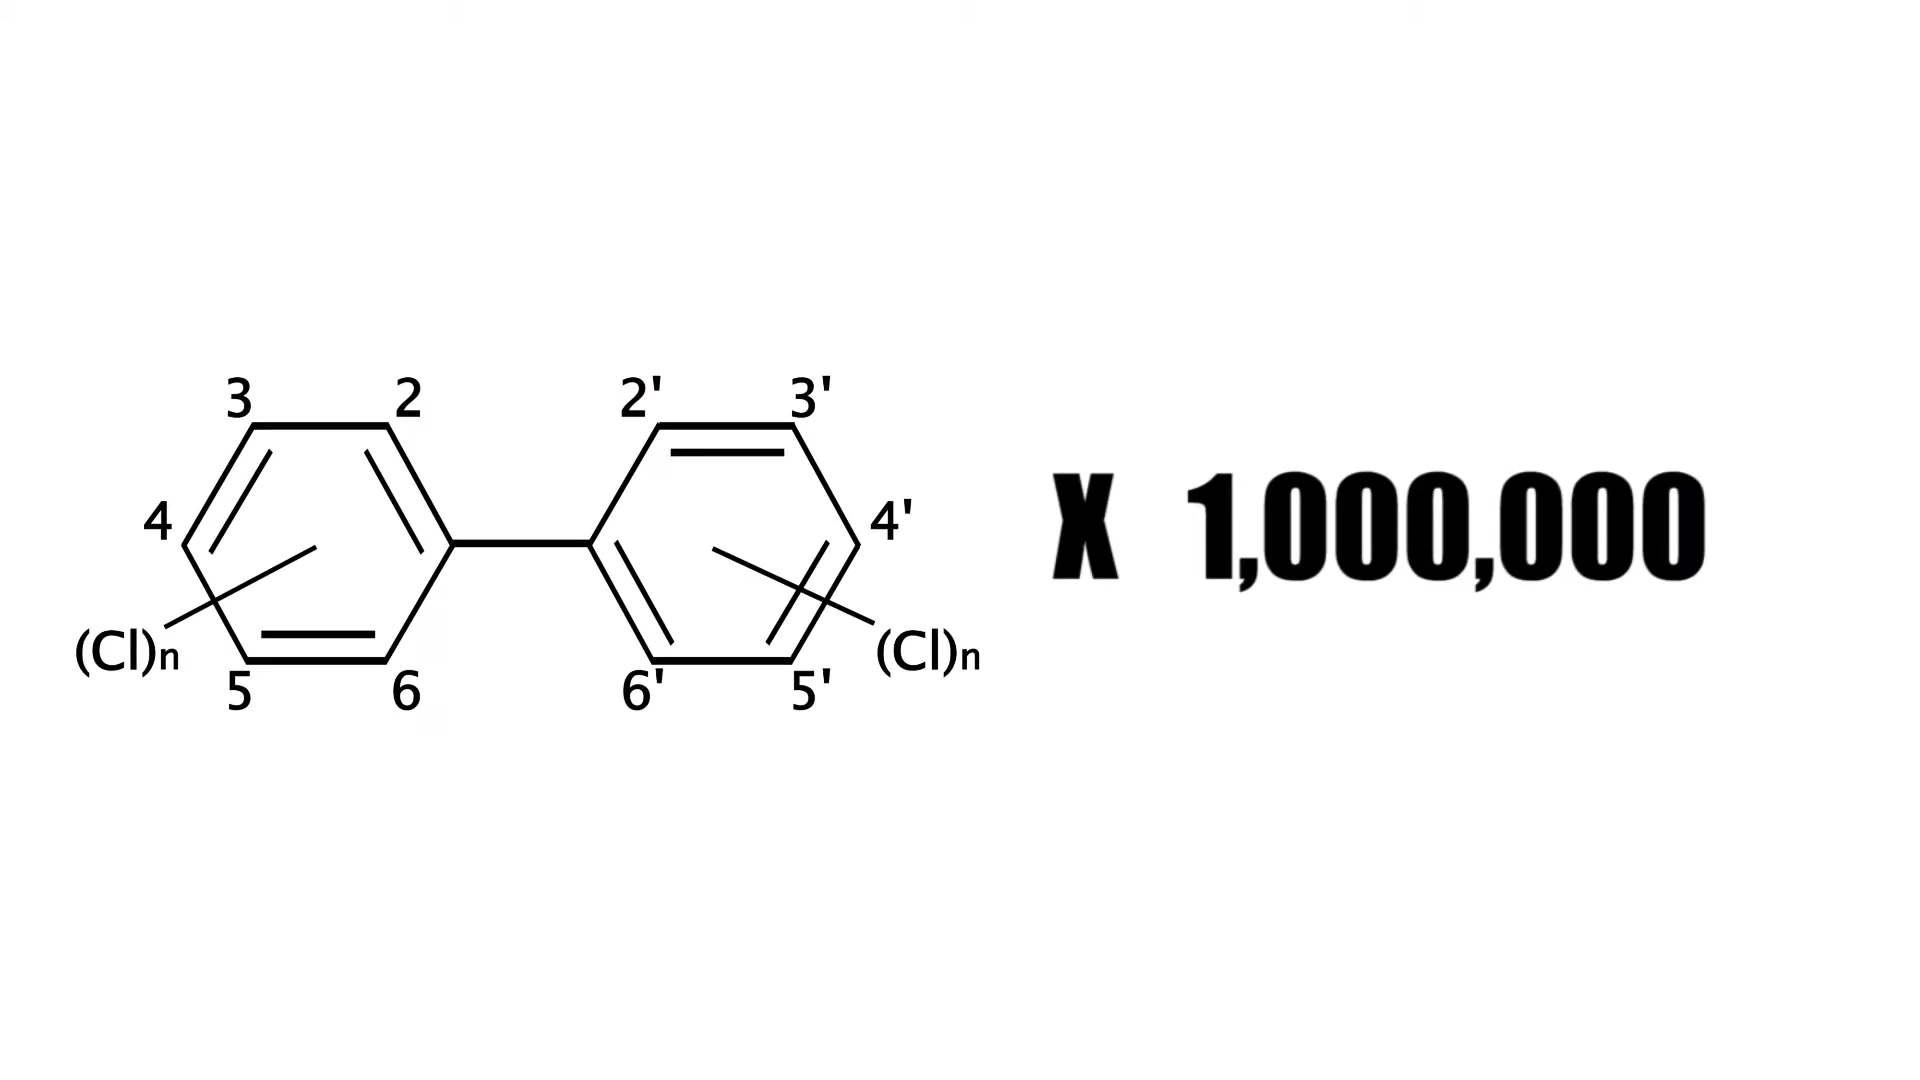 3 2 2' 3'
4 4' X 1,000,000
(Cl)n (Cl)n
5 6 6' 5'